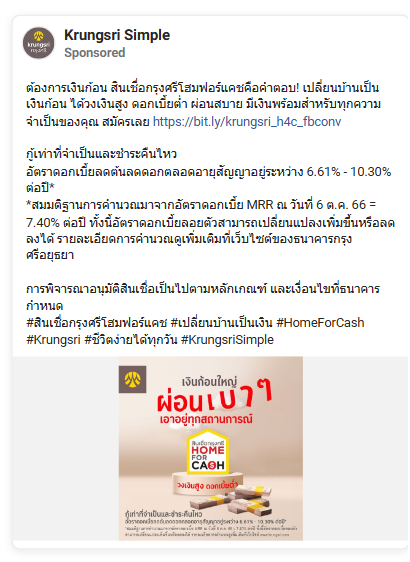 krungsri
กรุงศรี
Krungsri Simple
Sponsored
ต้องการเงินก้อน สินเชื่อกรุงศรีโฮมฟอร์แคชคือคำตอบ! เปลี่ยนบ้านเป็น
เงินก้อน ได้วงเงินสูง ดอกเบี้ยต่ำ ผ่อนสบาย มีเงินพร้อมสำหรับทุกความ
จำเป็นของคุณ สมัครเลย https://bit.ly/krungsri_h4c_fbconv
กู้เท่าที่จำเป็นและชำระคืนไหว
อัตราดอกเบี้ยลดต้นลดดอกตลอดอายุสัญญาอยู่ระหว่าง 6.61% - 10.30%
ต่อปี*
*สมมติฐานการคำนวณมาจากอัตราดอกเบี้ย MRR ณ วันที่ 6 ต.ค. 66 =
7.40% ต่อปี ทั้งนี้อัตราดอกเบี้ยลอยตัวสามารถเปลี่ยนแปลงเพิ่มขึ้นหรือลด
ลงได้ รายละเอียดการคำนวณดูเพิ่มเติมที่เว็บไซต์ของธนาคารกรุง
ศรีอยุธยา
การพิจารณาอนุมัติสินเชื่อเป็นไปตามหลักเกณฑ์ และเงื่อนไขที่ธนาคาร
กำหนด
#สินเชื่อกรุงศรีโฮมฟอร์แคช #เปลี่ยนบ้านเป็นเงิน #HomeForCash
#Krungsri #ชีวิตง่ายได้ทุกวัน #KrungsriSimple
เงินก้อนใหญ่
ผ่อนเบาๆ
เอาอยู่ทุกสถานการณ์
สินเชื่อกรุงศรี
HOME
FOR
CASH
วงเงินสูง ดอกเบี้ยต่ำ
กู้เท่าที่จำเป็นและชำระคืนไหว
อัตราดอกเบี้ยลดต้นลดดอกตลอดอายุสัญญาอยู่ระหว่าง 6.61% - 10.30% ต่อปี*